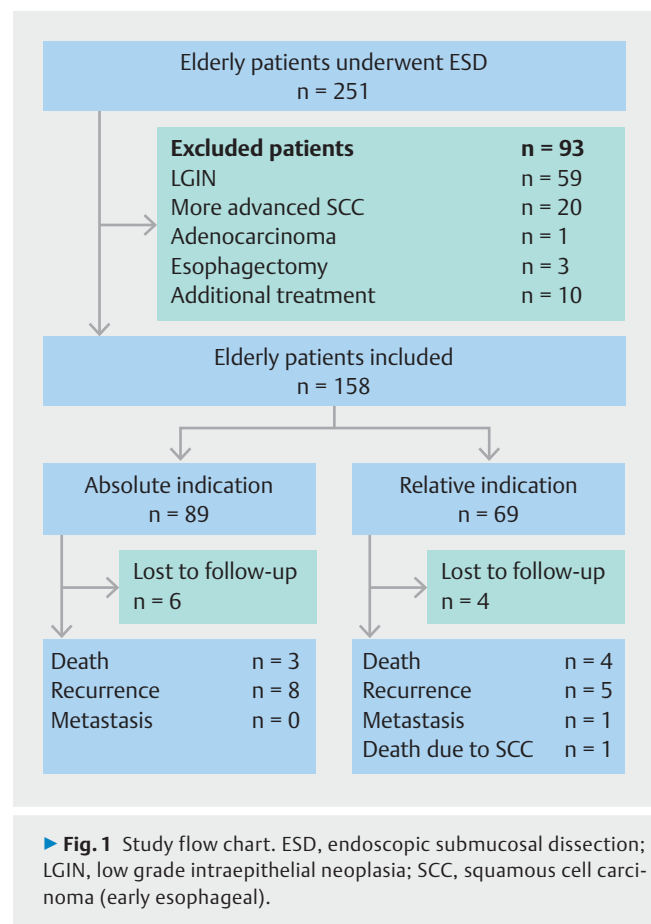 Elderly patients underwent ESD
n = 251
Excluded patients n = 93
LGIN n = 59
More advanced SCC n = 20
Adenocarcinoma n = 1
Esophagectomy n = 3
Additional treatment n = 10
Elderly patients included
n = 158
Absolute indication
n = 89
Relative indication
n = 69
Lost to follow-up
n = 6
Lost to follow-up
n = 4
Death n = 3
Recurrence n = 8
Metastasis n = 0
Death n = 4
Recurrence n = 5
Metastasis n = 1
Death due to SCC n = 1
▶ Fig. 1 Study flow chart. ESD, endoscopic submucosal dissection;
LGIN, low grade intraepithelial neoplasia; SCC, squamous cell carci-
noma (early esophageal).